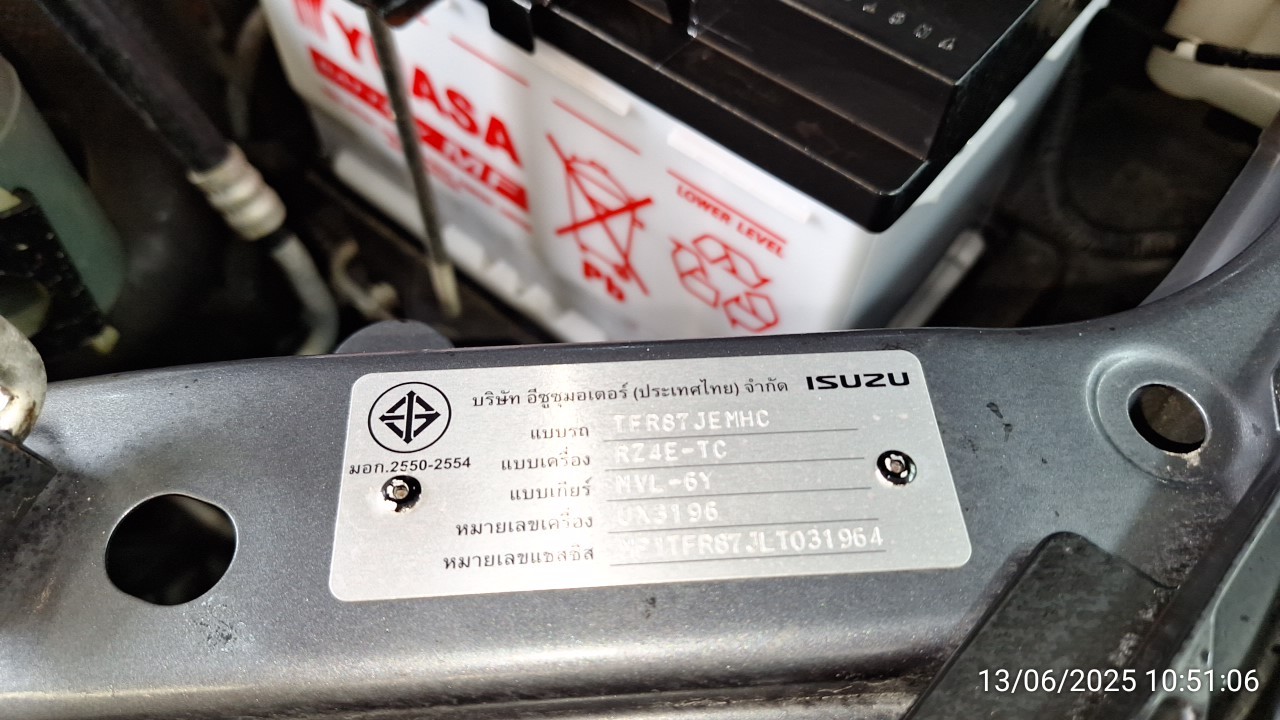 YUASA
MF
LOWER LEVEL
Pb
บริษัท อีซูซุมอเตอร์ (ประเทศไทย) จำกัด ISUZU
แบบรถ TFR87JEMHC
มอก.2550-2554
แบบเครื่อง RZ4E-TC
แบบเกียร์ MVL-6Y
หมายเลขเครื่อง UX3196
หมายเลขแชสซีส MP1TFR87JLT031964
13/06/2025 10:51:06